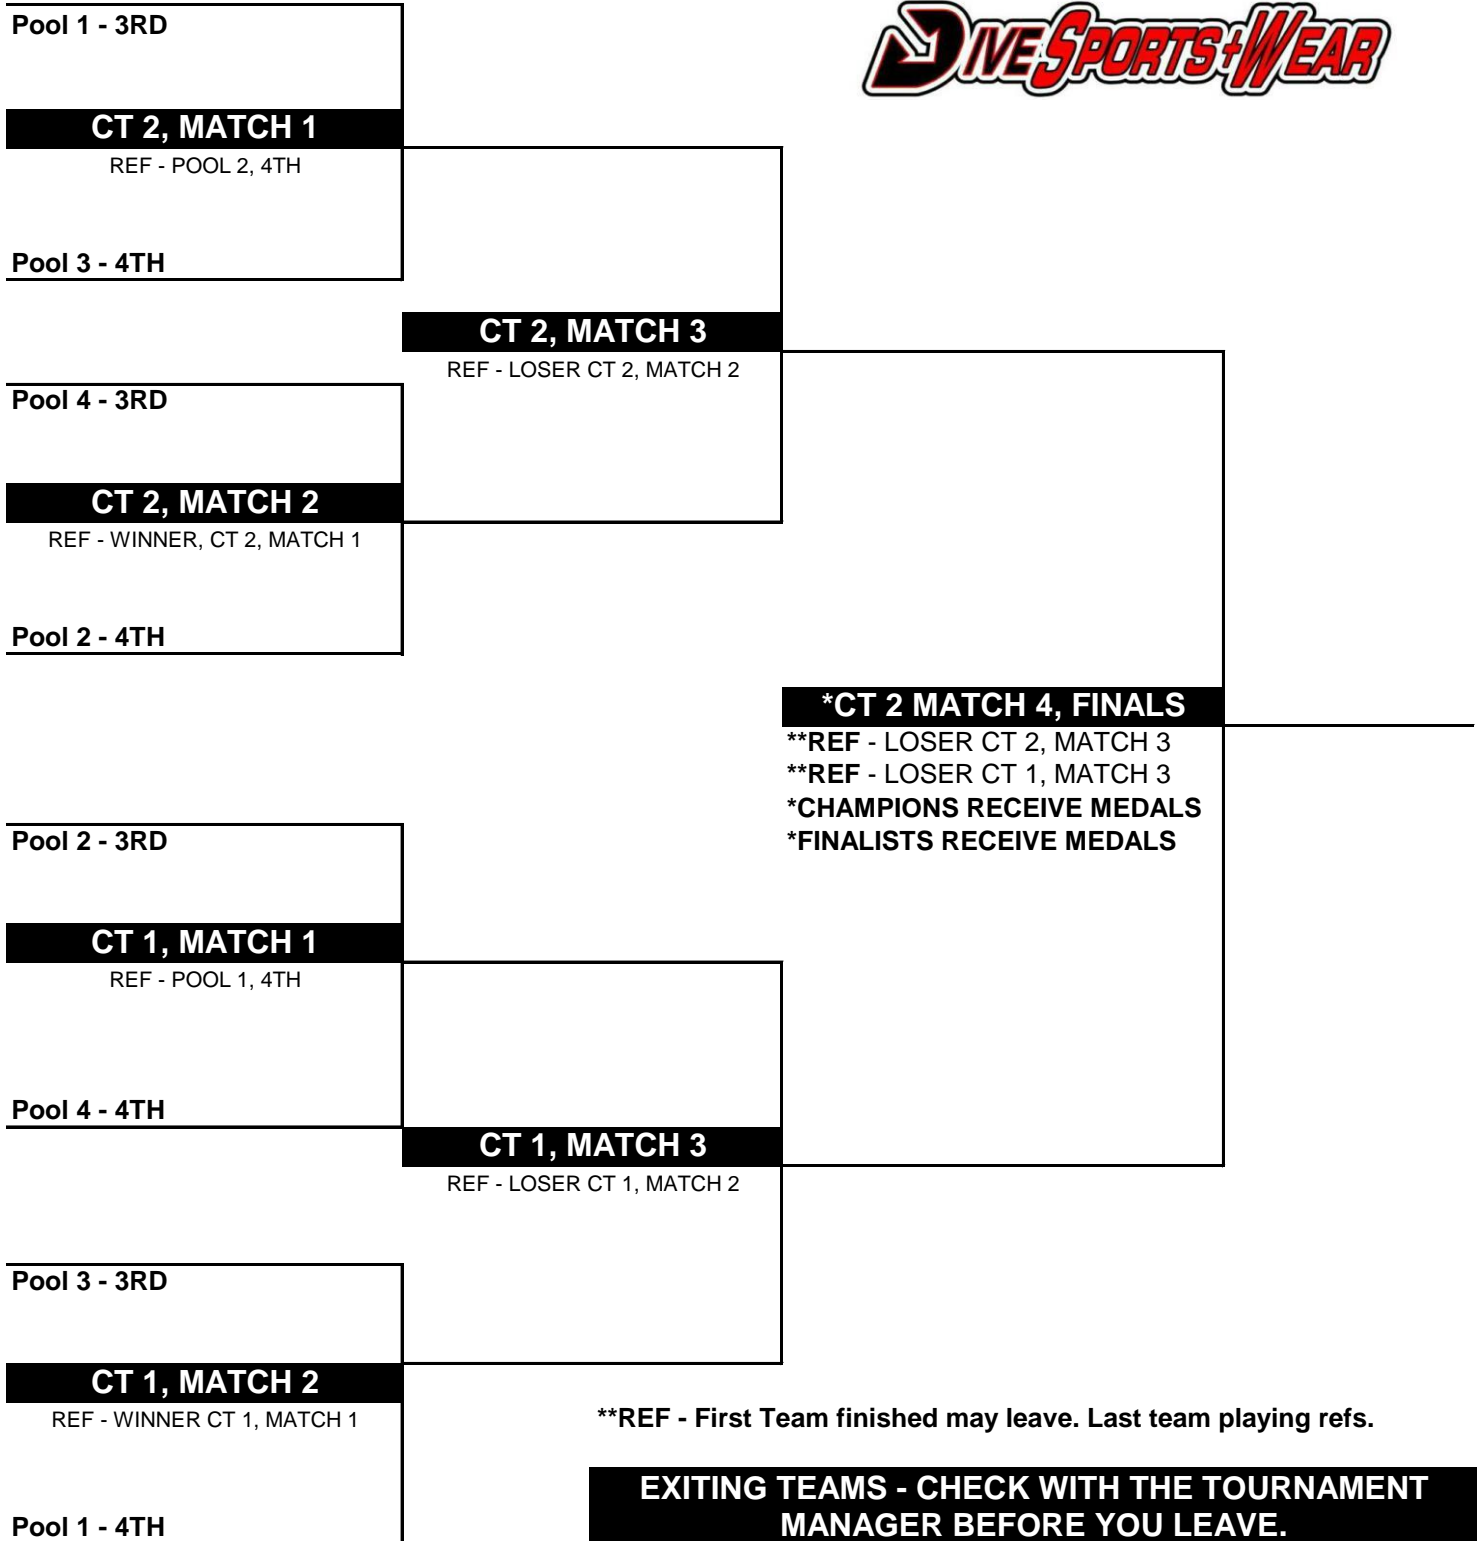 Pool 1 - 3RD
DIVE SPORTS+WEAR
CT 2, MATCH 1
REF - POOL 2, 4TH
Pool 3 - 4TH
CT 2, MATCH 3
REF - LOSER CT 2, MATCH 2
Pool 4 - 3RD
CT 2, MATCH 2
REF - WINNER, CT 2, MATCH 1
Pool 2 - 4TH
*CT 2 MATCH 4, FINALS
**REF - LOSER CT 2, MATCH 3
**REF - LOSER CT 1, MATCH 3
*CHAMPIONS RECEIVE MEDALS
*FINALISTS RECEIVE MEDALS
Pool 2 - 3RD
CT 1, MATCH 1
REF - POOL 1, 4TH
Pool 4 - 4TH
CT 1, MATCH 3
REF - LOSER CT 1, MATCH 2
Pool 3 - 3RD
CT 1, MATCH 2
REF - WINNER CT 1, MATCH 1
**REF - First Team finished may leave. Last team playing refs.
EXITING TEAMS - CHECK WITH THE TOURNAMENT
MANAGER BEFORE YOU LEAVE.
Pool 1 - 4TH